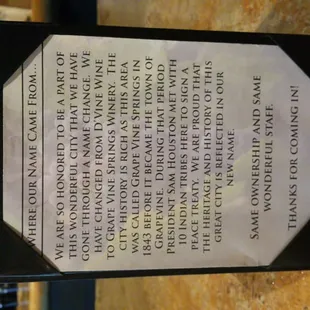 WHERE OUR NAME CAME FROM...
WE ARE SO HONORED TO BE A PART OF
THIS WONDERFUL CITY THAT WE HAVE
GONE THROUGH A NAME CHANGE. WE
HAVE CHANGED FROM D'VINE WINE
TO GRAPE VINE SPRINGS WINERY. THE
CITY HISTORY IS RICH AS THIS AREA
WAS CALLED GRAPE VINE SPRINGS IN
1843 BEFORE IT BECAME THE TOWN OF
GRAPEVINE. DURING THAT PERIOD
PRESIDENT SAM HOUSTON MET WITH
10 INDIAN TRIBES HERE TO SIGN A
PEACE TREATY. WE ARE PROUD THAT
THE HERITAGE AND HISTORY OF THIS
GREAT CITY IS REFLECTED IN OUR
NEW NAME.
SAME OWNERSHIP AND SAME
WONDERFUL STAFF.
THANKS FOR COMING IN!